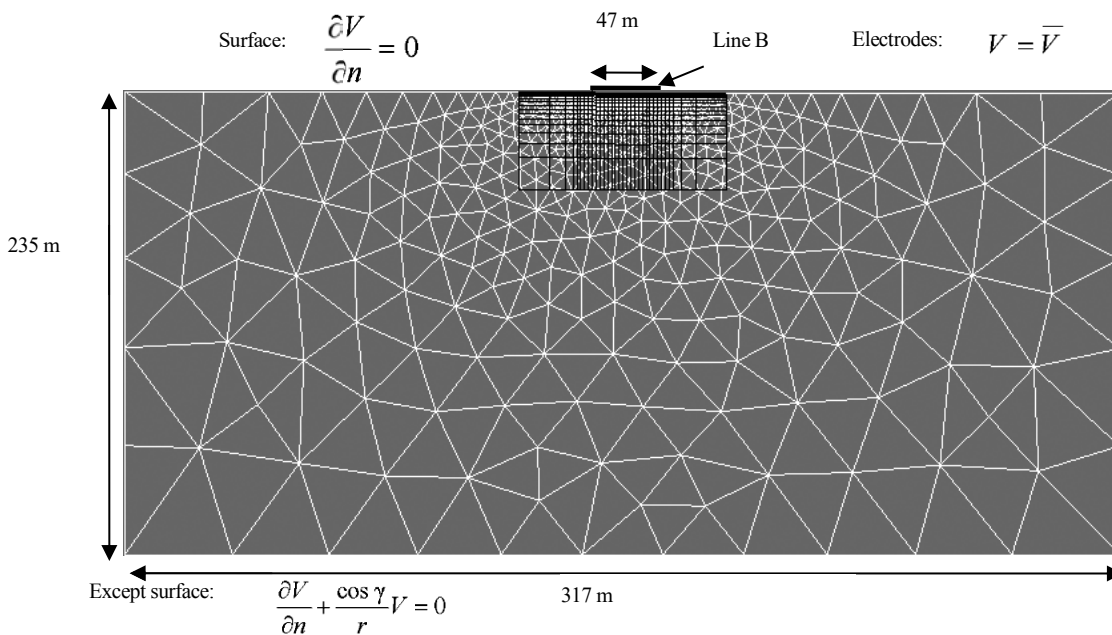 47 m
Surface: ∂V/∂n = 0
Line B
Electrodes: V = V̅
235 m
317 m
Except surface: ∂V/∂n + cos γ/r V = 0